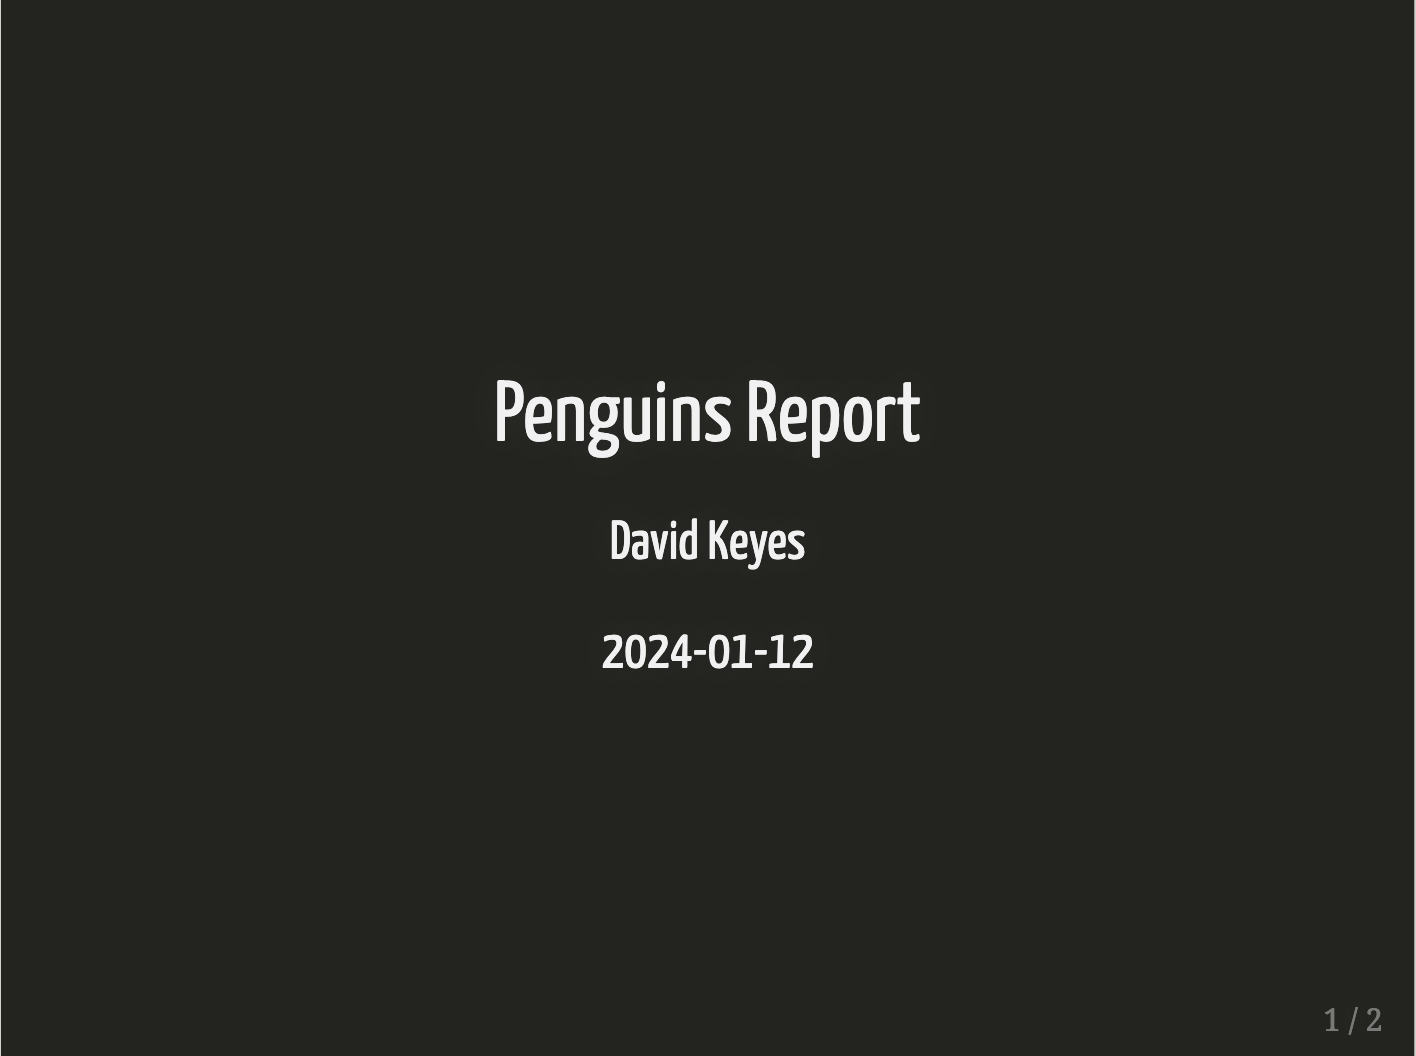 Penguins Report
David Keyes
2024-01-12
1 / 2